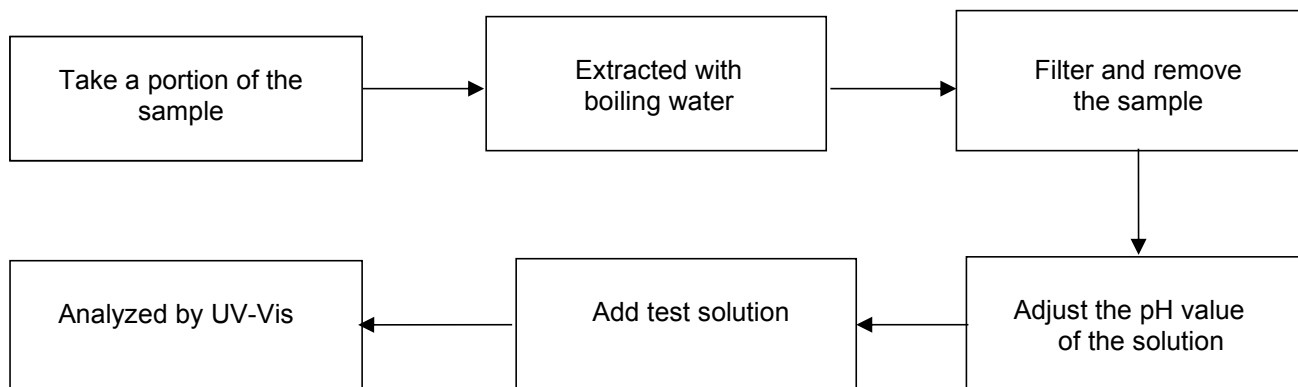 Take a portion of the
sample
Extracted with
boiling water
Filter and remove
the sample
Adjust the pH value
of the solution
Add test solution
Analyzed by UV-Vis